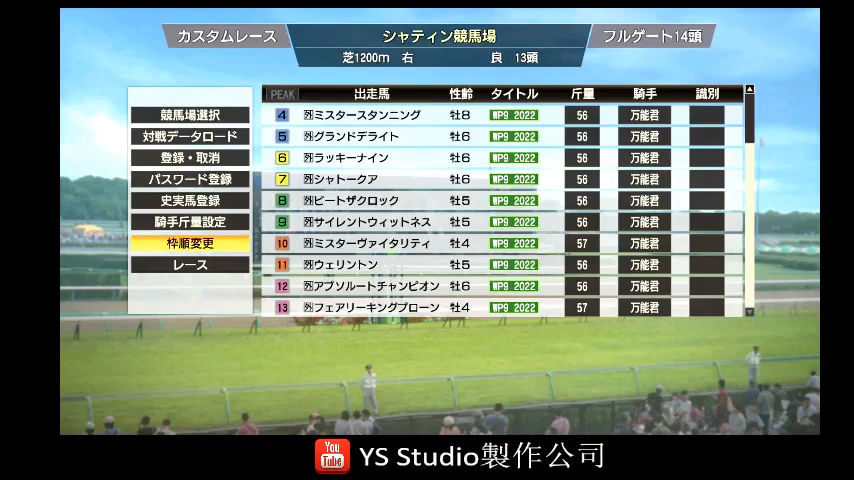 カスタムレース シャティン競馬場 フルゲート14頭
芝1200m 右 良 13頭
PEAK 出走馬 性齢 タイトル 斤量 騎手 識別
競馬場選択
対戦データロード
登録・取消
パスワード登録
史実馬登録
騎手斤量設定
枠順変更
レース
4 外ミスタースタンニング 牡8 WP9 2022 56 万能君
5 外グランドデライト 牡6 WP9 2022 56 万能君
6 外ラッキーナイン 牡6 WP9 2022 56 万能君
7 外シャトークア 牡6 WP9 2022 56 万能君
8 外ビートザクロック 牡5 WP9 2022 56 万能君
9 外サイレントウィットネス 牡5 WP9 2022 56 万能君
10 外ミスターヴァイタリティ 牡4 WP9 2022 57 万能君
11 外ウェリントン 牡5 WP9 2022 56 万能君
12 外アブソルートチャンピオン 牡6 WP9 2022 56 万能君
13 外フェアリーキングプローン 牡4 WP9 2022 57 万能君
You Tube YS Studio製作公司